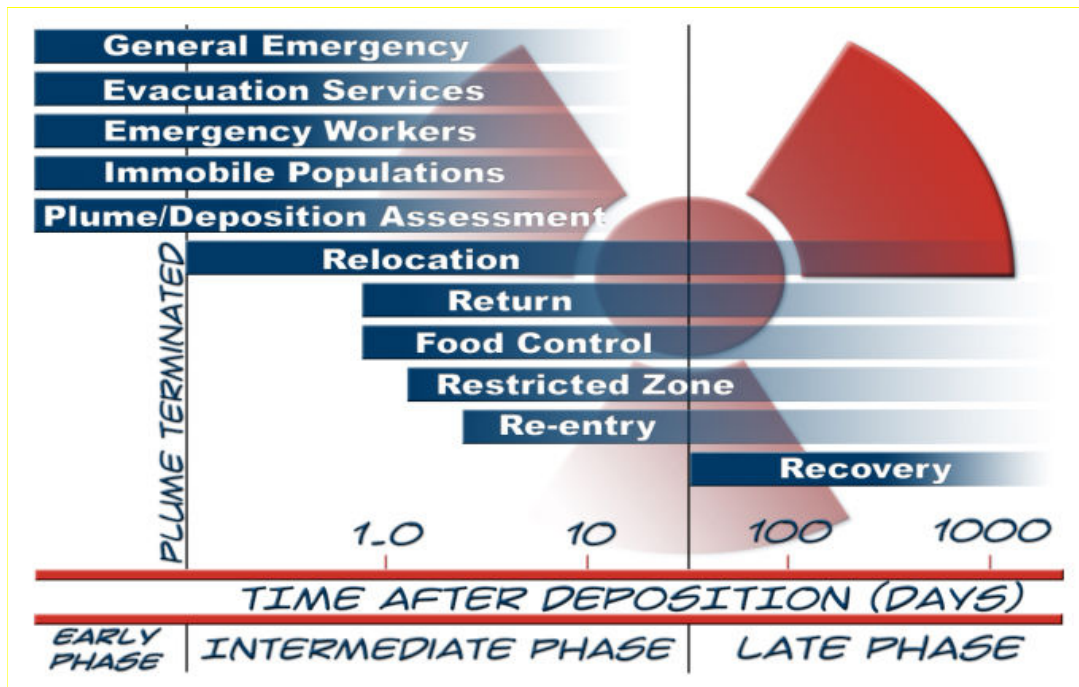 General Emergency
Evacuation Services
Emergency Workers
Immobile Populations
Plume/Deposition Assessment
Relocation
Return
Food Control
Restricted Zone
Re-entry
Recovery
PLUME TERMINATED
1.0 10 100 1000
TIME AFTER DEPOSITION (DAYS)
EARLY PHASE
INTERMEDIATE PHASE
LATE PHASE